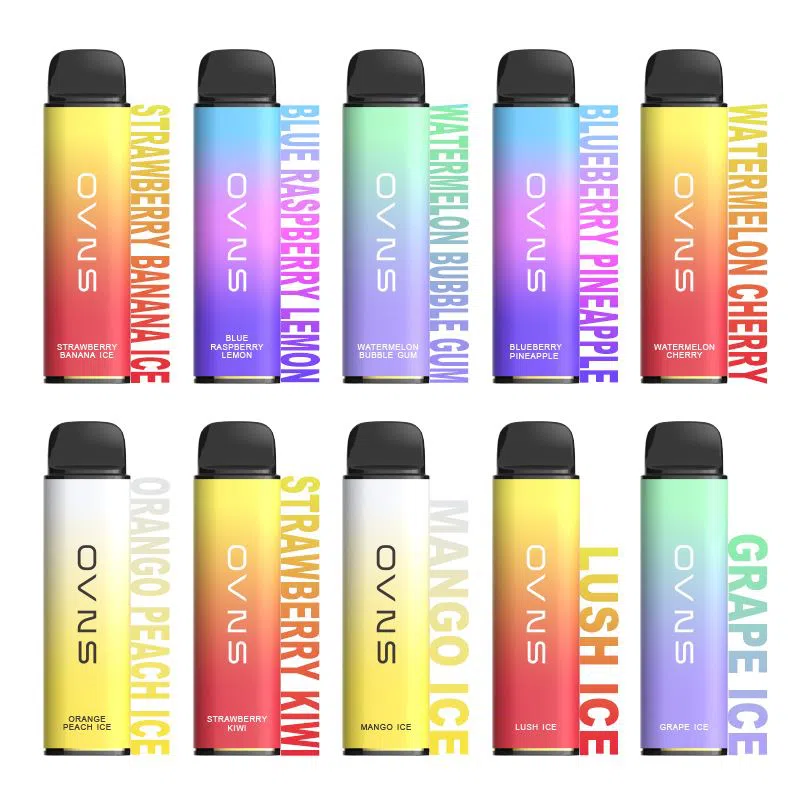 OVNS
STRAWBERRY
BANANA ICE
STRAWBERRY BANANA ICE
OVNS
BLUE
RASPBERRY
LEMON
BLUE RASPBERRY LEMON
OVNS
WATERMELON
BUBBLE GUM
WATERMELON BUBBLE GUM
OVNS
BLUEBERRY
PINEAPPLE
BLUEBERRY PINEAPPLE
OVNS
WATERMELON
CHERRY
WATERMELON CHERRY
OVNS
ORANGE
PEACH ICE
ORANGO PEACH ICE
OVNS
STRAWBERRY
KIWI
STRAWBERRY KIWI
OVNS
MANGO ICE
MANGO ICE
OVNS
LUSH ICE
LUSH ICE
OVNS
GRAPE ICE
GRAPE ICE